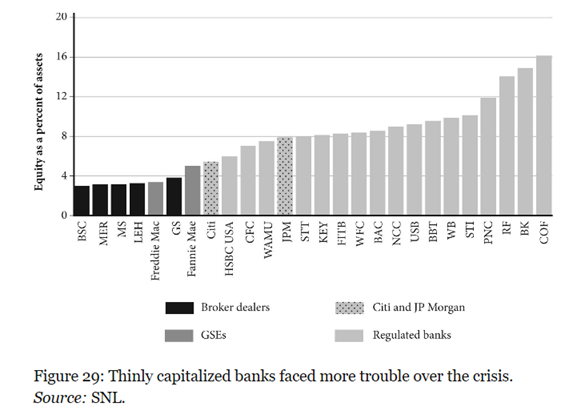 Equity as a percent of assets
20
16
12
8
4
0
BSC
MER
MS
LEH
Freddie Mac
GS
Fannie Mae
Citi
HSBC USA
CFC
WAMU
JPM
STT
KEY
FITB
WFC
BAC
NCC
USB
BBT
WB
STI
PNC
RF
BK
COF
Broker dealers
Citi and JP Morgan
GSEs
Regulated banks
Figure 29: Thinly capitalized banks faced more trouble over the crisis.
Source: SNL.